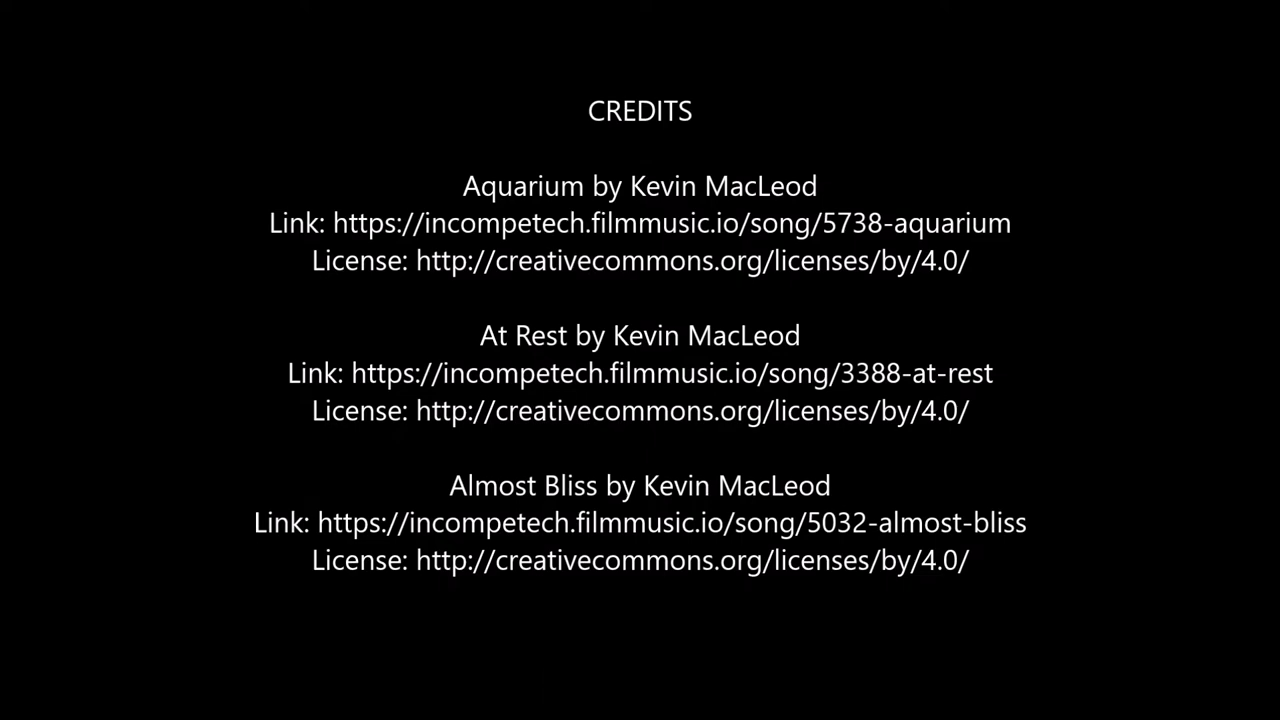 CREDITS
Aquarium by Kevin MacLeod
Link: https://incompetech.filmmusic.io/song/5738-aquarium
License: http://creativecommons.org/licenses/by/4.0/
At Rest by Kevin MacLeod
Link: https://incompetech.filmmusic.io/song/3388-at-rest
License: http://creativecommons.org/licenses/by/4.0/
Almost Bliss by Kevin MacLeod
Link: https://incompetech.filmmusic.io/song/5032-almost-bliss
License: http://creativecommons.org/licenses/by/4.0/